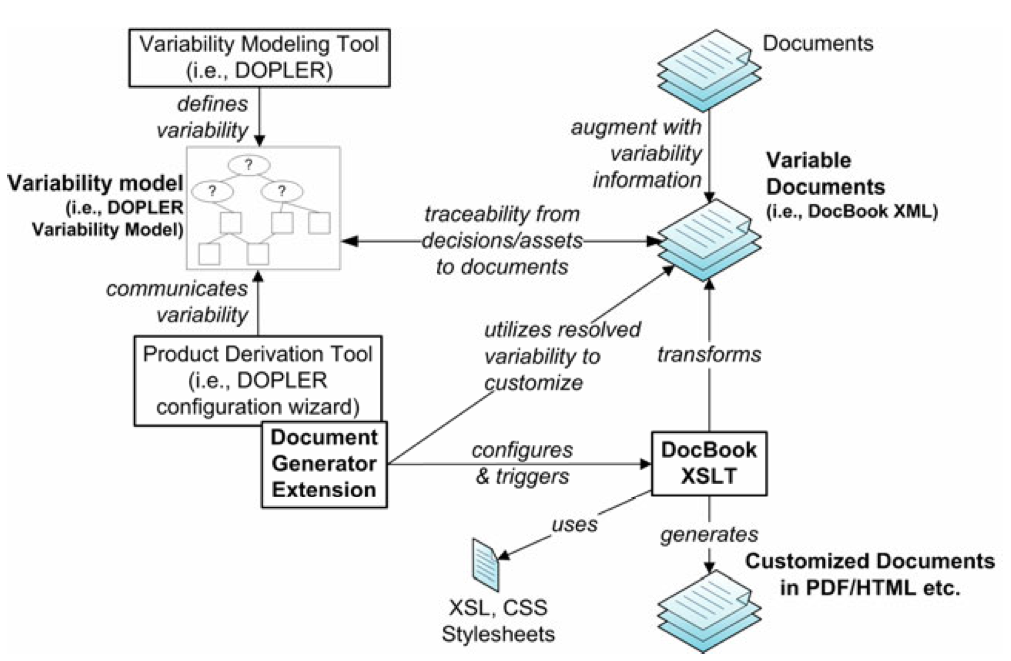 Variability Modeling Tool
(i.e., DOPLER)
Documents
defines
variability
augment with
variability
information
?
?
?
Variability model
(i.e., DOPLER
Variability Model)
Variable
Documents
(i.e., DocBook XML)
traceability from
decisions/assets
to documents
communicates
variability
utilizes resolved
variability to
customize
transforms
Product Derivation Tool
(i.e., DOPLER
configuration wizard)
Document
Generator
Extension
configures
& triggers
DocBook
XSLT
uses
generates
XSL, CSS
Stylesheets
Customized Documents
in PDF/HTML etc.